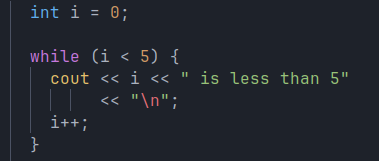 int i = 0;
while (i < 5) {
cout << i << " is less than 5"
<< "\n";
i++;
}